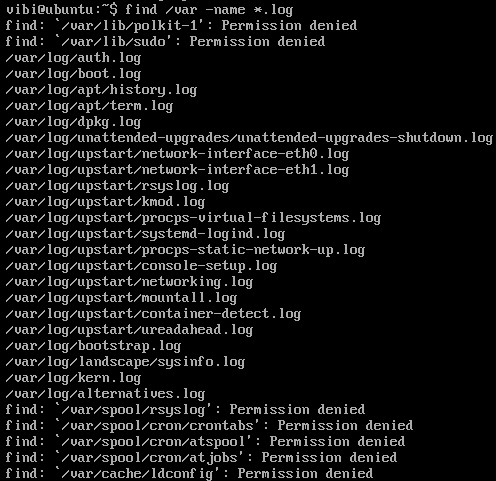 vibi@ubuntu:~$ find /var -name *.log
find: `/var/lib/polkit-1': Permission denied
find: `/var/lib/sudo': Permission denied
/var/log/auth.log
/var/log/boot.log
/var/log/apt/history.log
/var/log/apt/term.log
/var/log/dpkg.log
/var/log/unattended-upgrades/unattended-upgrades-shutdown.log
/var/log/upstart/network-interface-eth0.log
/var/log/upstart/network-interface-eth1.log
/var/log/upstart/rsyslog.log
/var/log/upstart/kmod.log
/var/log/upstart/procps-virtual-filesystems.log
/var/log/upstart/systemd-logind.log
/var/log/upstart/procps-static-network-up.log
/var/log/upstart/console-setup.log
/var/log/upstart/networking.log
/var/log/upstart/mountall.log
/var/log/upstart/container-detect.log
/var/log/upstart/ureadahead.log
/var/log/bootstrap.log
/var/log/landscape/sysinfo.log
/var/log/kern.log
/var/log/alternatives.log
find: `/var/spool/rsyslog': Permission denied
find: `/var/spool/cron/crontabs': Permission denied
find: `/var/spool/cron/atspool': Permission denied
find: `/var/spool/cron/atjobs': Permission denied
find: `/var/cache/ldconfig': Permission denied